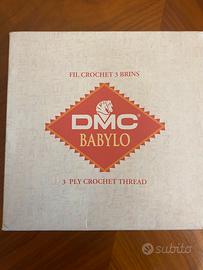 FIL CROCHET 3 BRINS
DMC
BABYLO
3 PLY CROCHET THREAD
subito